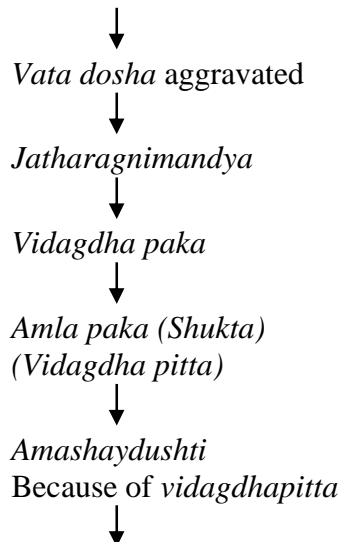 Vata dosha aggravated
Jatharagnimandya
Vidagdha paka
Amla paka (Shukta)
(Vidagdha pitta)
Amashaydushti
Because of vidagdhapitta